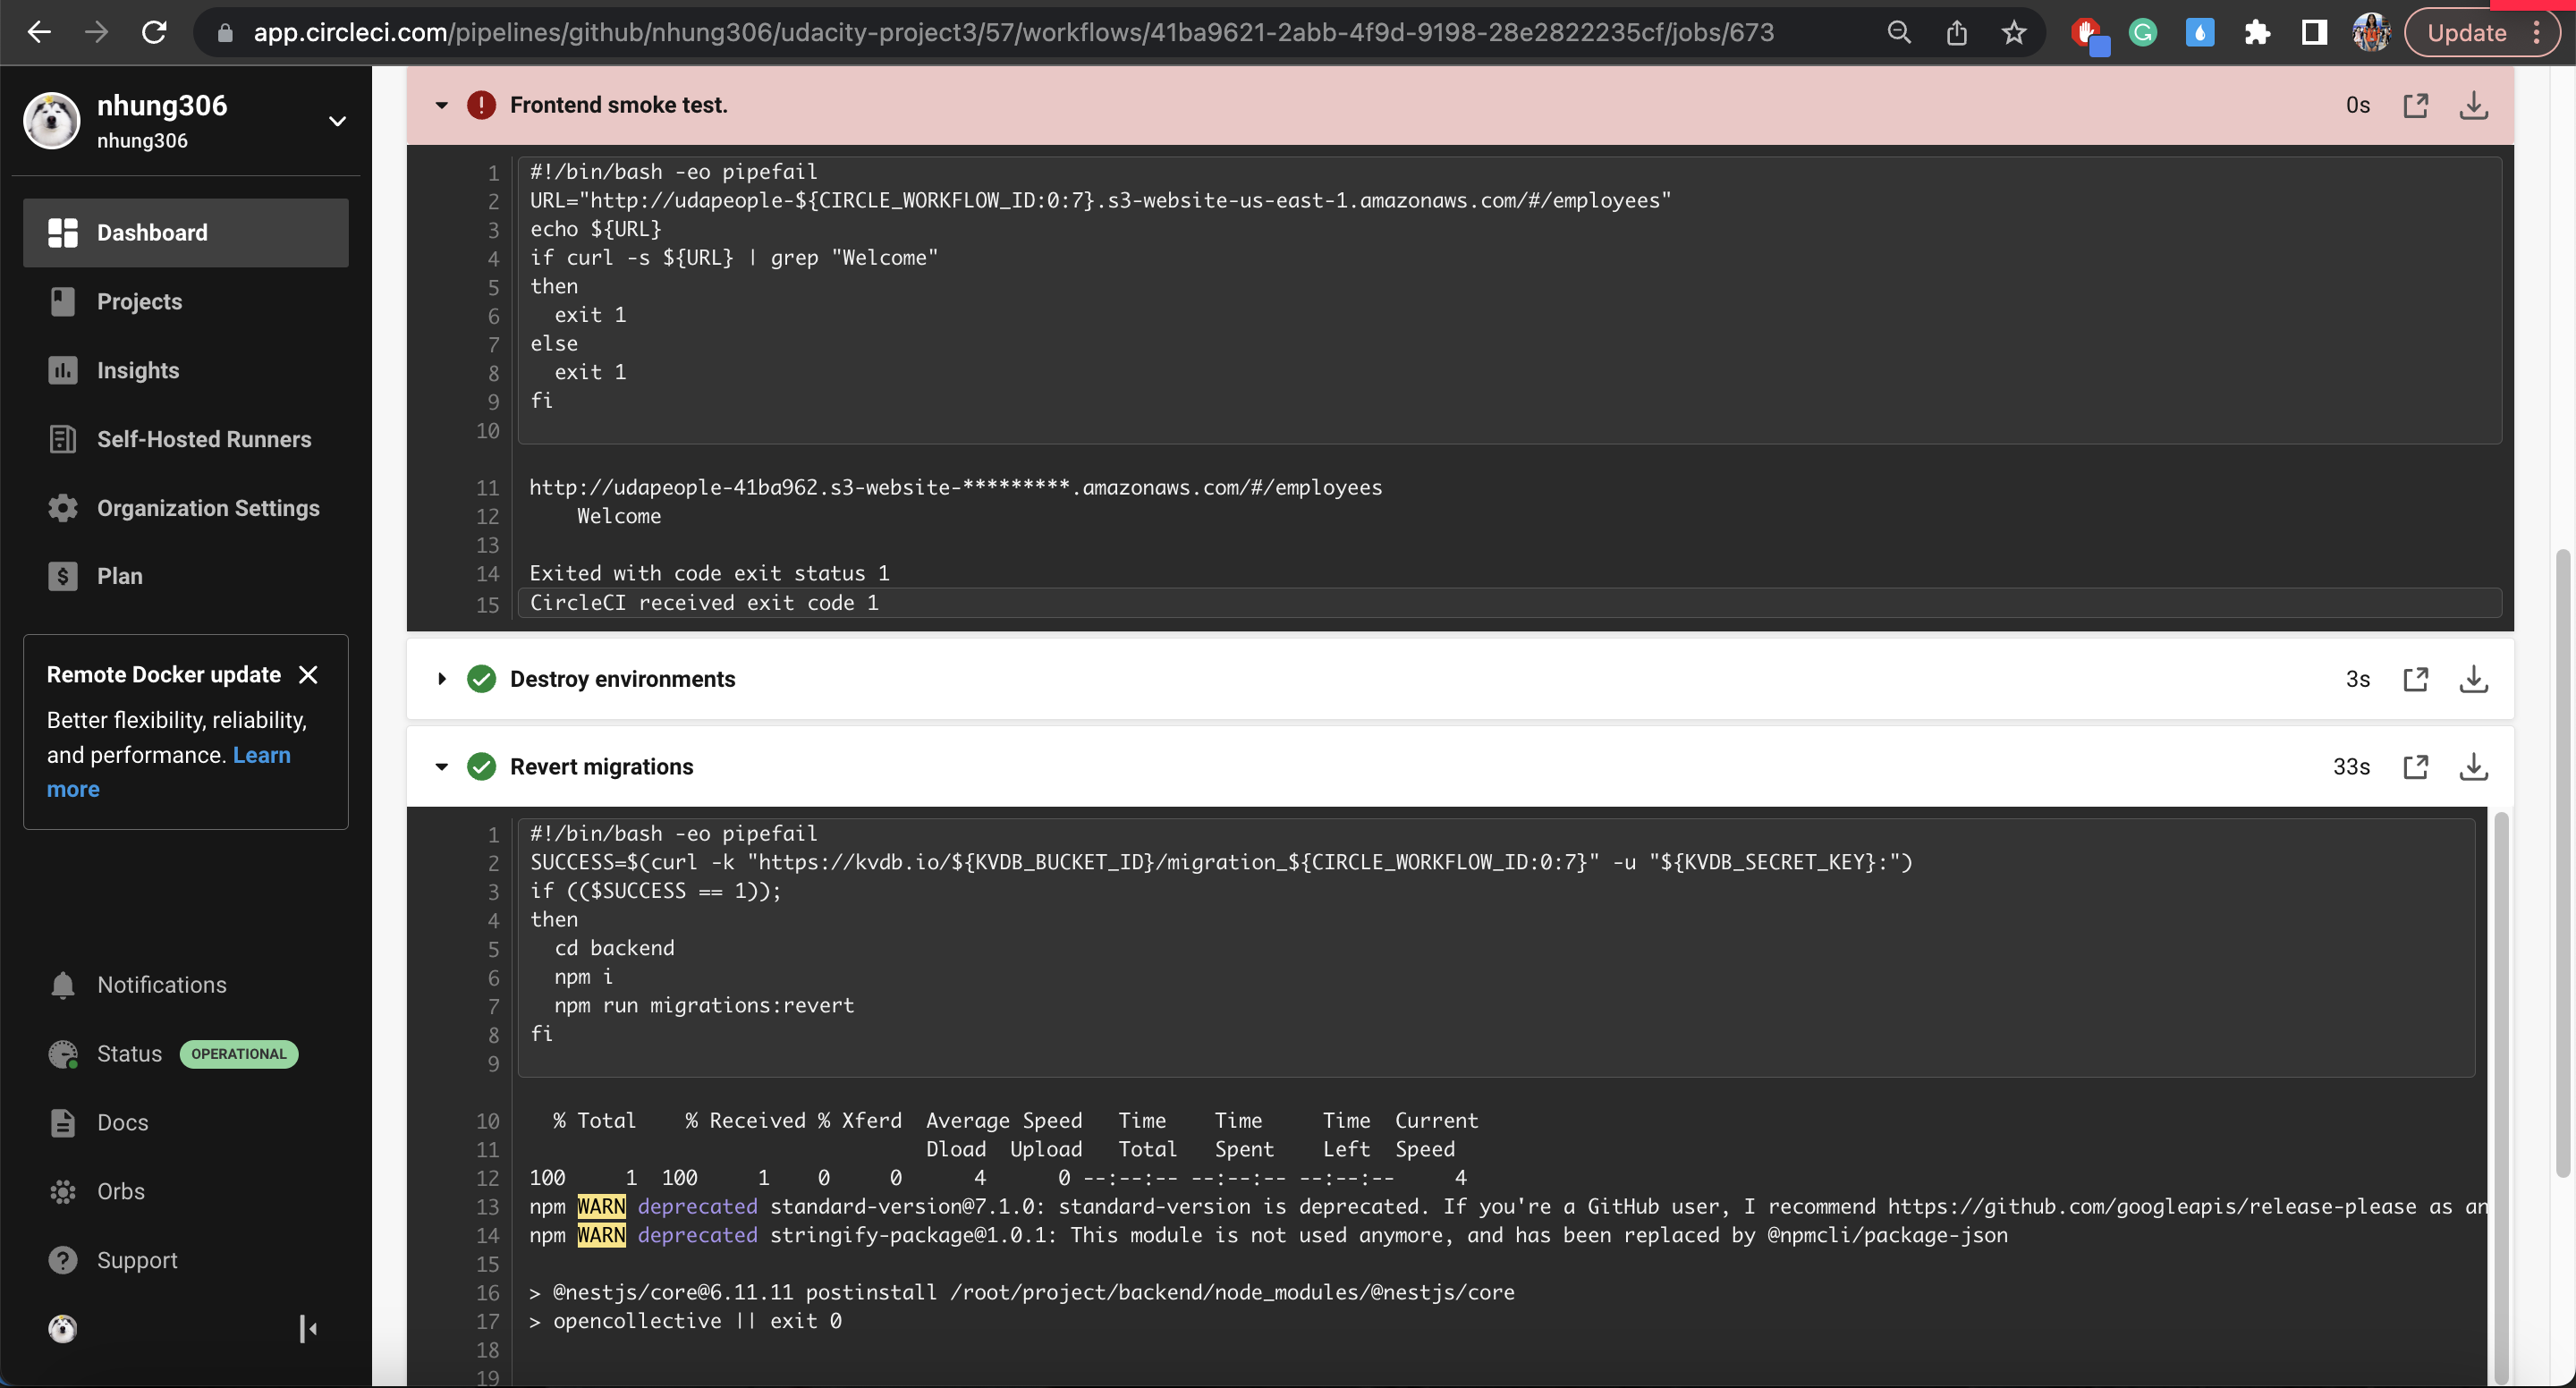 app.circleci.com/pipelines/github/nhung306/udacity-project3/57/workflows/41ba9621-2abb-4f9d-9198-28e2822235cf/jobs/673
Update
nhung306
nhung306
Dashboard
Projects
Insights
Self-Hosted Runners
Organization Settings
Plan
Remote Docker update
Better flexibility, reliability,
and performance. Learn
more
Notifications
Status OPERATIONAL
Docs
Orbs
Support
Frontend smoke test.
0s
1 #!/bin/bash -eo pipefail
2 URL="http://udapeople-${CIRCLE_WORKFLOW_ID:0:7}.s3-website-us-east-1.amazonaws.com/#/employees"
3 echo ${URL}
4 if curl -s ${URL} | grep "Welcome"
5 then
6   exit 1
7 else
8   exit 1
9 fi
10
11 http://udapeople-41ba962.s3-website-*********.amazonaws.com/#/employees
12     Welcome
13
14 Exited with code exit status 1
15 CircleCI received exit code 1
Destroy environments
3s
Revert migrations
33s
1 #!/bin/bash -eo pipefail
2 SUCCESS=$(curl -k "https://kvdb.io/${KVDB_BUCKET_ID}/migration_${CIRCLE_WORKFLOW_ID:0:7}" -u "${KVDB_SECRET_KEY}:")
3 if (($SUCCESS == 1));
4 then
5   cd backend
6   npm i
7   npm run migrations:revert
8 fi
9
10   % Total    % Received % Xferd  Average Speed   Time    Time     Time  Current
11                                  Dload  Upload   Total   Spent    Left  Speed
12 100     1  100     1    0     0      4      0 --:--:-- --:--:-- --:--:--     4
13 npm WARN deprecated standard-version@7.1.0: standard-version is deprecated. If you're a GitHub user, I recommend https://github.com/googleapis/release-please as an
14 npm WARN deprecated stringify-package@1.0.1: This module is not used anymore, and has been replaced by @npmcli/package-json
15
16 > @nestjs/core@6.11.11 postinstall /root/project/backend/node_modules/@nestjs/core
17 > opencollective || exit 0
18
19